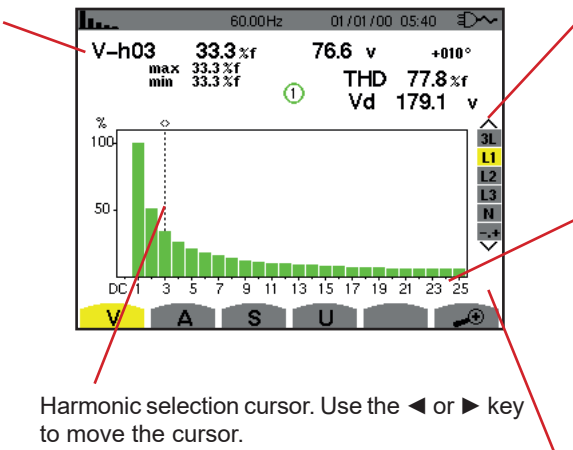 60.00Hz 01/01/00 05:40
V-h03 33.3 %f 76.6 v +010°
max 33.3 %f
min 33.3 %f
THD 77.8 %f
① Vd 179.1 v
%
100
50
3L
L1
L2
L3
N
-.+
DC 1 3 5 7 9 11 13 15 17 19 21 23 25
V A S U
Harmonic selection cursor. Use the ◄ or ► key
to move the cursor.